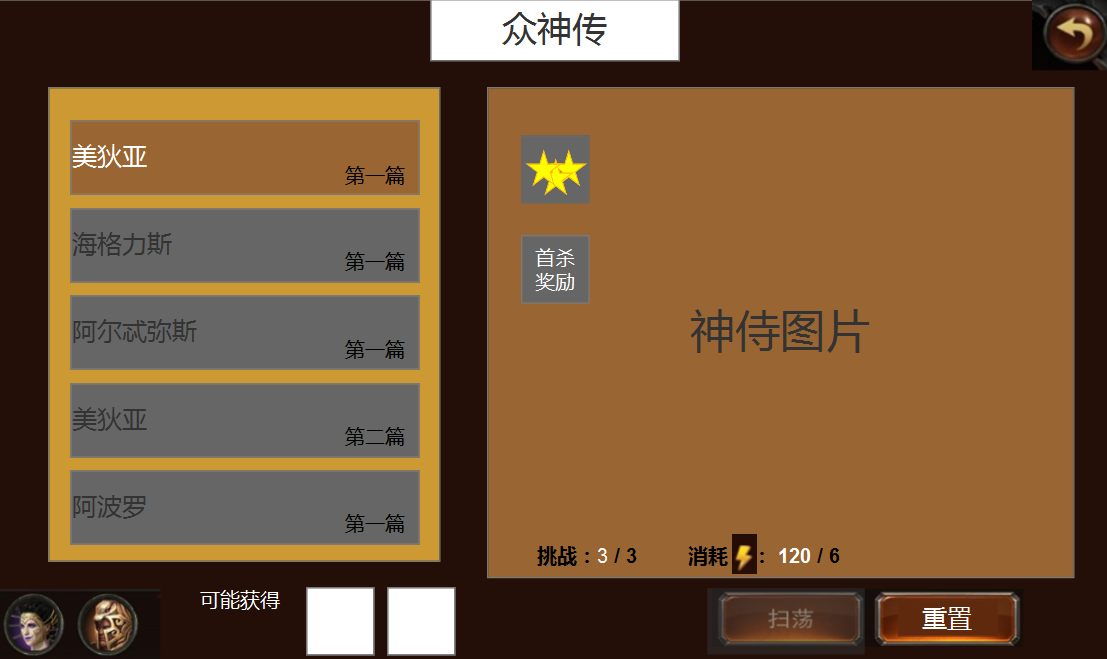 众神传
美狄亚
第一篇
海格力斯
第一篇
阿尔忒弥斯
第一篇
美狄亚
第二篇
阿波罗
第一篇
首杀
奖励
神侍图片
挑战：3 / 3
消耗：120 / 6
可能获得
扫荡
重置